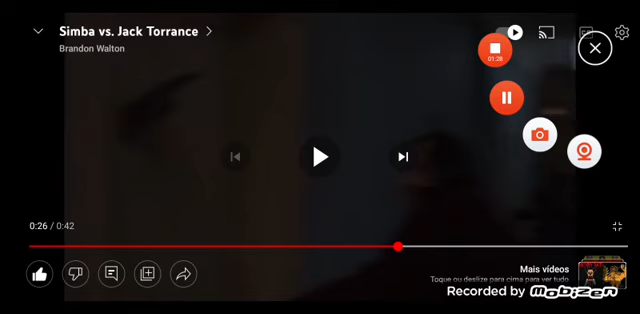 Simba vs. Jack Torrance
Brandon Walton
01:28
0:26 / 0:42
Mais vídeos
Toque ou deslize para cima para ver tudo
Recorded by Mobizen